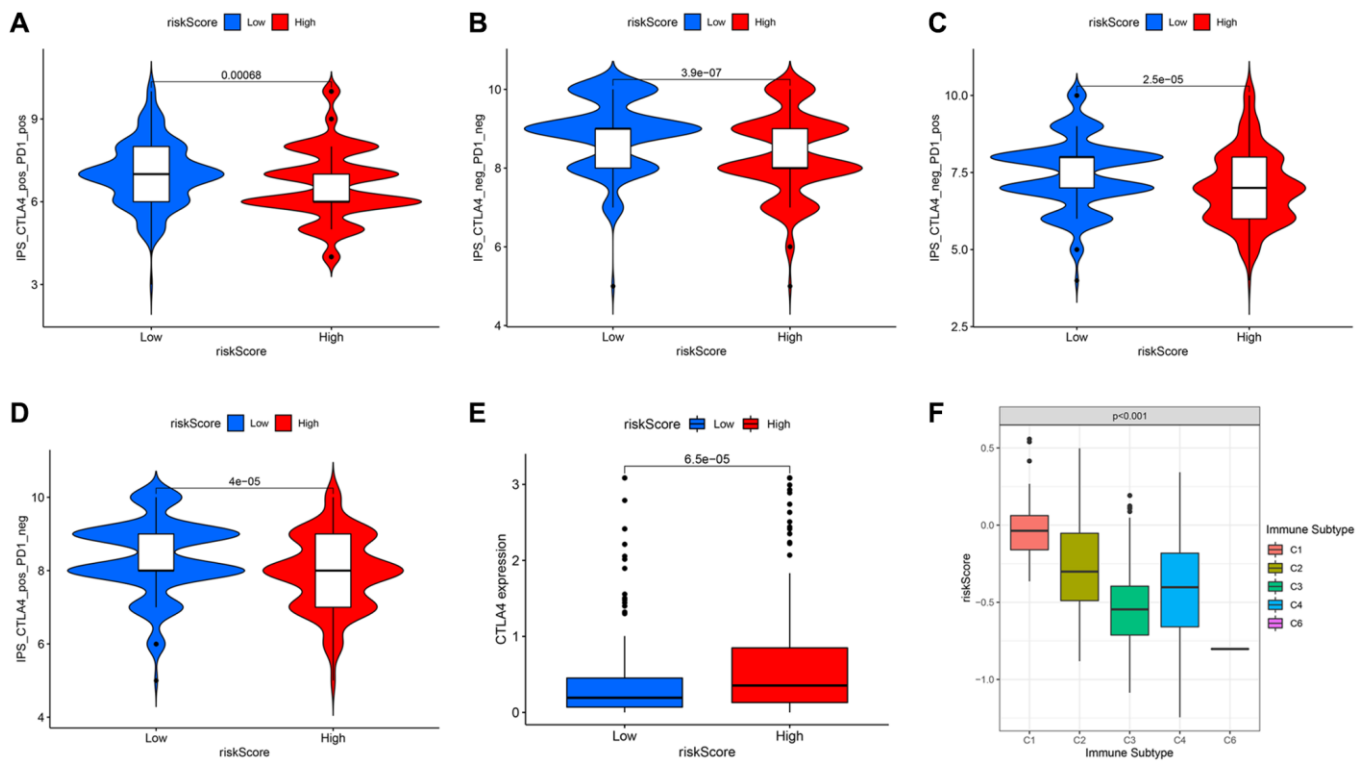 A
riskScore Low High
0.00068
IPS_CTLA4_pos_PD1_pos
9
6
3
Low High
riskScore
B
riskScore Low High
3.9e-07
IPS_CTLA4_neg_PD1_neg
10
8
6
4
Low High
riskScore
C
riskScore Low High
2.5e-05
IPS_CTLA4_neg_PD1_pos
10.0
7.5
5.0
2.5
Low High
riskScore
D
riskScore Low High
4e-05
IPS_CTLA4_pos_PD1_neg
10
8
6
4
Low High
riskScore
E
riskScore Low High
6.5e-05
CTLA4 expression
3
2
1
0
Low High
riskScore
F
p<0.001
riskScore
0.5
0.0
−0.5
−1.0
C1 C2 C3 C4 C6
Immune Subtype
Immune Subtype
C1
C2
C3
C4
C6